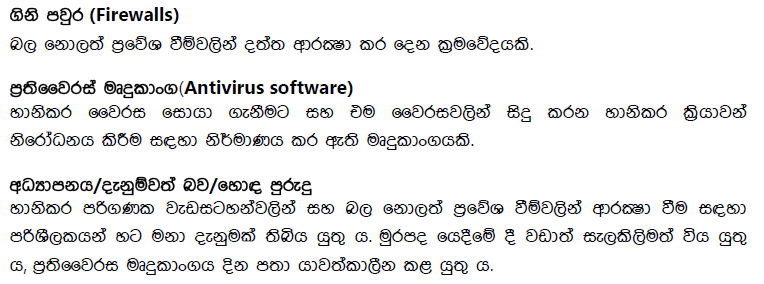 ගිනි පවුර (Firewalls)
බල නොලත් ප්‍රවේශ වීම්වලින් දත්ත ආරක්‍ෂා කර දෙන ක්‍රමවේදයකි.
ප්‍රතිවෛරස් මෘදුකාංග(Antivirus software)
හානිකර වෛරස සොයා ගැනීමට සහ එම වෛරසවලින් සිදු කරන හානිකර ක්‍රියාවන්
නිරෝධනය කිරීම සඳහා නිර්මාණය කර ඇති මෘදුකාංගයකි.
අධ්‍යාපනය/දැනුම්වත් බව/හොඳ පුරුදු
හානිකර පරිගණක වැඩසටහන්වලින් සහ බල නොලත් ප්‍රවේශ වීම්වලින් ආරක්‍ෂා වීම සඳහා
පරිශීලකයන් හට මනා දැනුමක් තිබිය යුතු ය. මුරපද යෙදීමේ දී වඩාත් සැලකිලිමත් විය යුතු
ය, ප්‍රතිවෛරස මෘදුකාංගය දින පතා යාවත්කාලීන කළ යුතු ය.